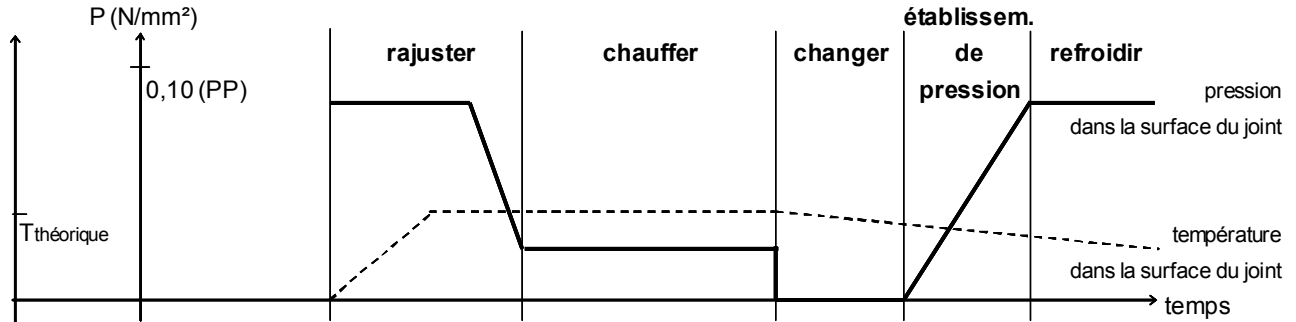 P (N/mm²)
0,10 (PP)
Tthéorique
rajuster
chauffer
changer
établissem.
de
pression
refroidir
pression
dans la surface du joint
température
dans la surface du joint
temps